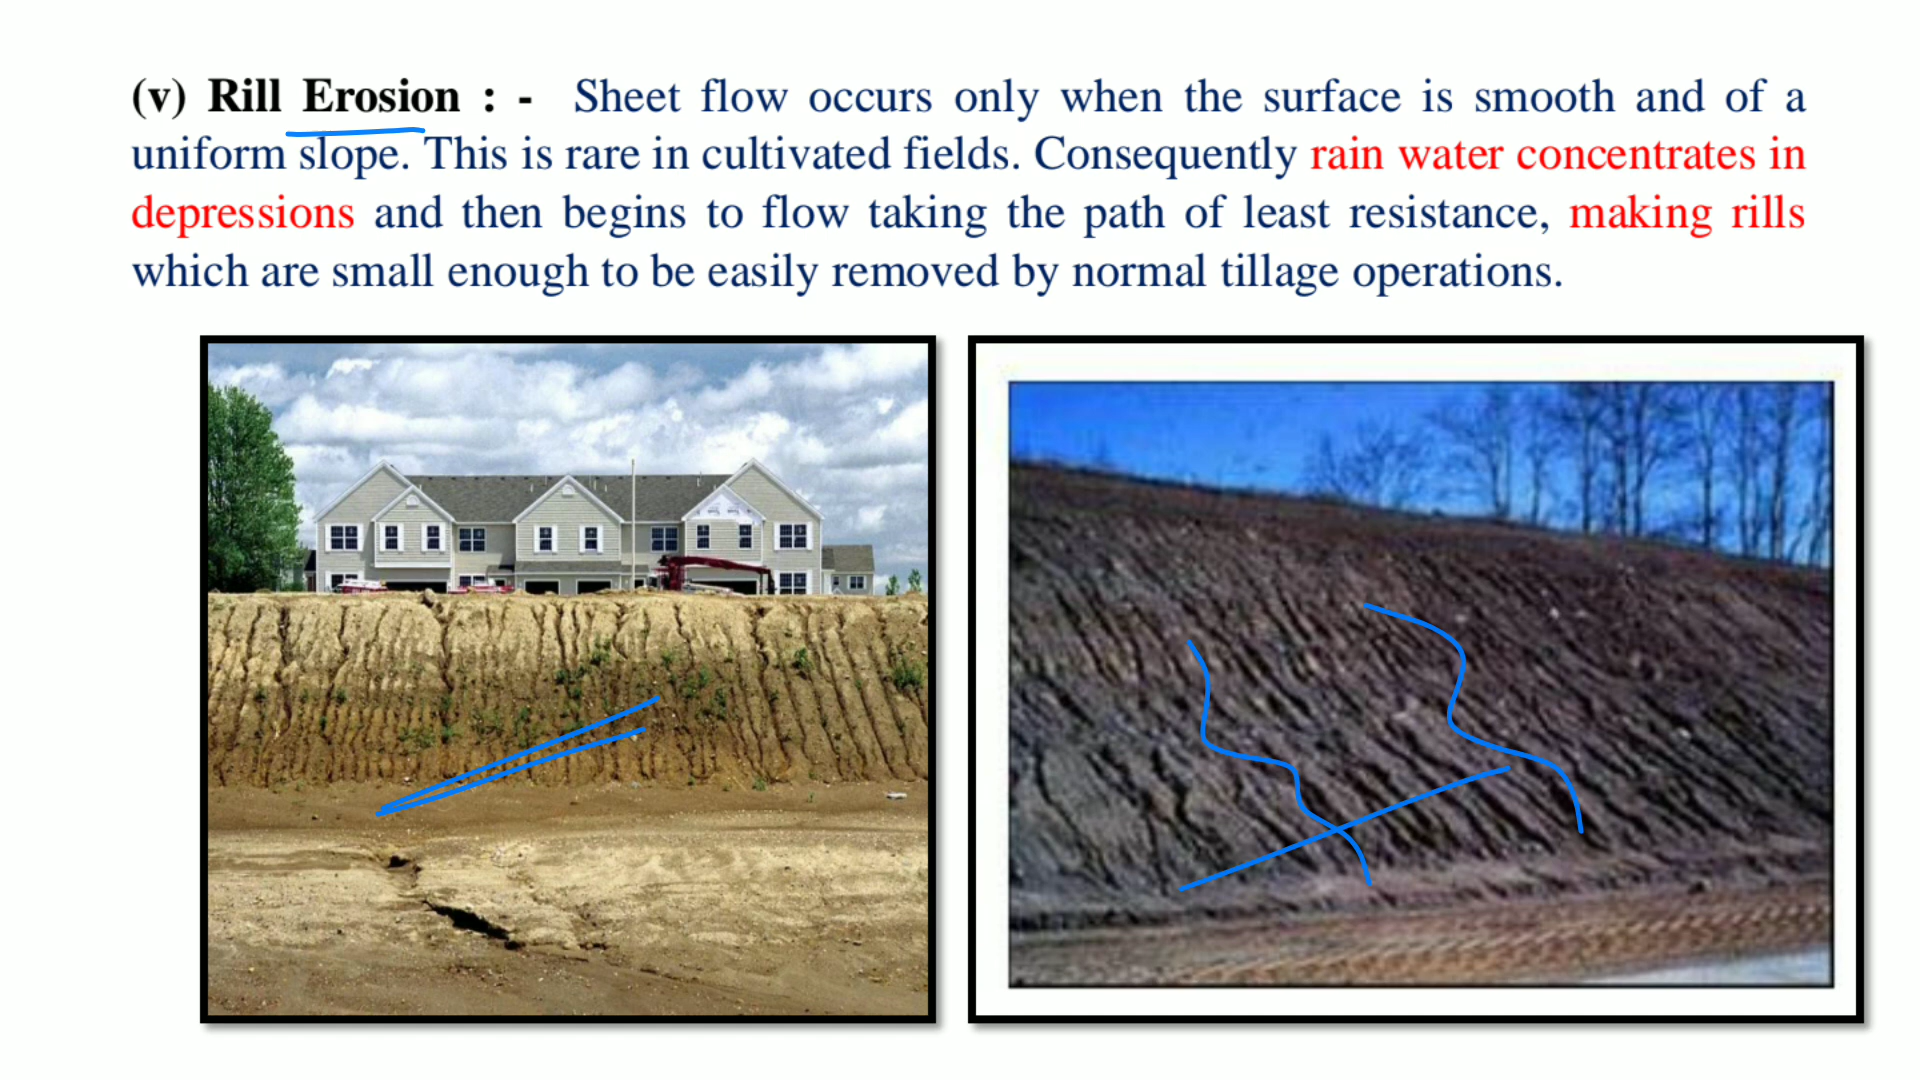 (v) Rill Erosion : - Sheet flow occurs only when the surface is smooth and of a
uniform slope. This is rare in cultivated fields. Consequently rain water concentrates in
depressions and then begins to flow taking the path of least resistance, making rills
which are small enough to be easily removed by normal tillage operations.